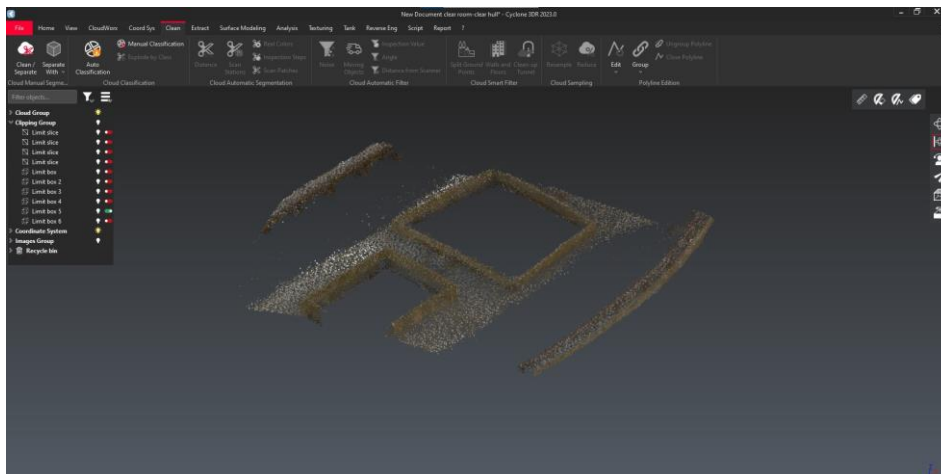 New Document clear room-clear hull* - Cyclone 3DR 2023.0
File Home View CloudWorx Coord Sys Clean Extract Surface Modeling Analysis Texturing Tank Reverse Eng Script Report ?
Clean / Separate
Separate With
Cloud Manual Segme...
Auto Classification
Manual Classification
Explode by Class
Cloud Classification
Distance
Scan Stations
Real Colors
Inspection Steps
Scan Patches
Cloud Automatic Segmentation
Noise
Moving Objects
Inspection Value
Angle
Distance from Scanner
Cloud Automatic Filter
Split Ground Points
Walls and Floors
Clean-up Tunnel
Cloud Smart Filter
Resample
Reduce
Cloud Sampling
Edit
Group
Ungroup Polyline
Close Polyline
Polyline Edition
Filter objects...
Cloud Group
Clipping Group
Limit slice
Limit slice
Limit slice
Limit slice
Limit box
Limit box 2
Limit box 3
Limit box 4
Limit box 5
Limit box 6
Coordinate System
Images Group
Recycle bin